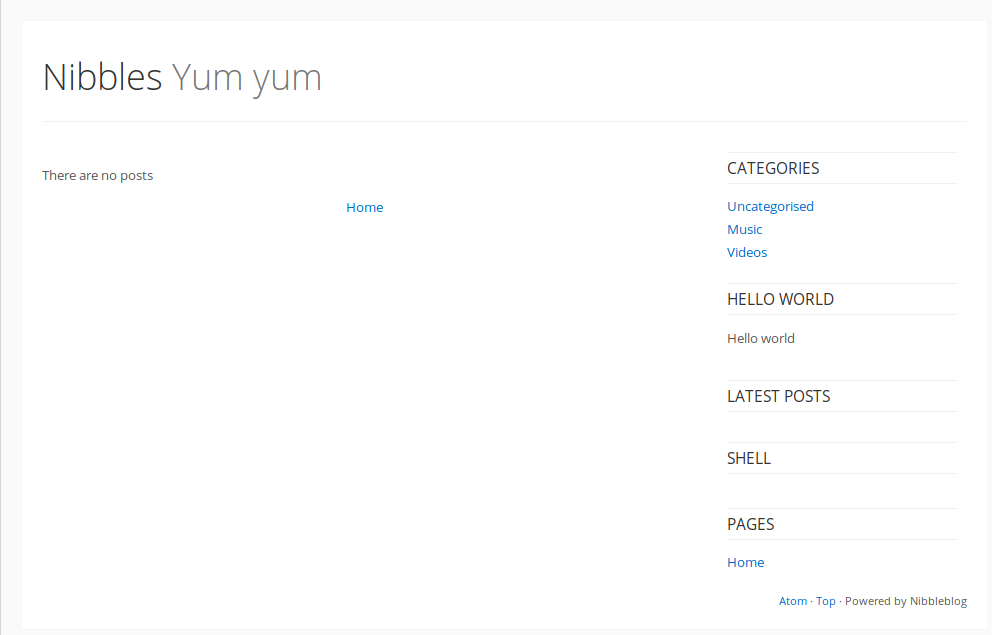 Nibbles Yum yum
There are no posts
Home
CATEGORIES
Uncategorised
Music
Videos
HELLO WORLD
Hello world
LATEST POSTS
SHELL
PAGES
Home
Atom · Top · Powered by Nibbleblog